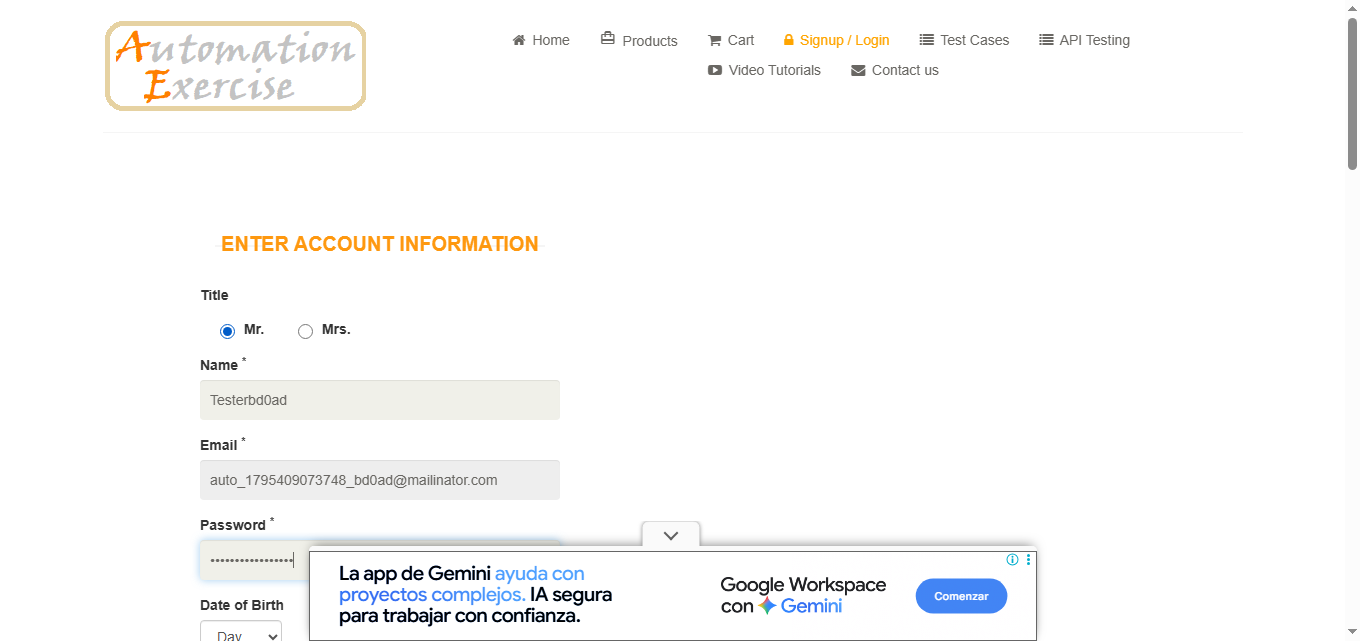 Automation
Exercise
Home
Products
Cart
Signup / Login
Test Cases
API Testing
Video Tutorials
Contact us
ENTER ACCOUNT INFORMATION
Title
Mr.
Mrs.
Name *
Testerbd0ad
Email *
auto_1795409073748_bd0ad@mailinator.com
Password *
•••••••••••••••••
La app de Gemini ayuda con
proyectos complejos. IA segura
para trabajar con confianza.
Google Workspace
con Gemini
Comenzar
Date of Birth
Day